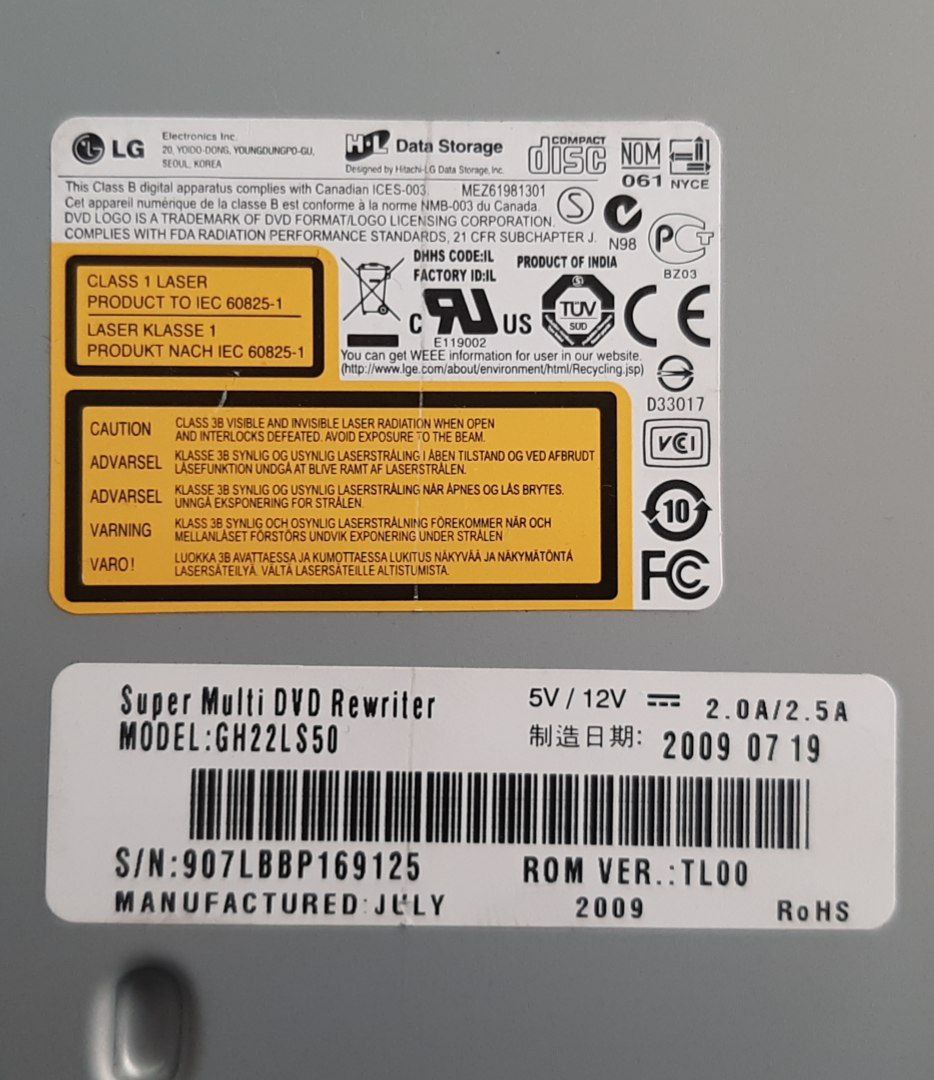 LG
Electronics Inc.
20, YOIDO-DONG, YOUNGDUNGPO-GU,
SEOUL, KOREA
H·L Data Storage
Designed by Hitachi-LG Data Storage, Inc.
COMPACT
disc
NOM
061 NYCE
This Class B digital apparatus complies with Canadian ICES-003. MEZ61981301
Cet appareil numérique de la classe B est conforme à la norme NMB-003 du Canada.
DVD LOGO IS A TRADEMARK OF DVD FORMAT/LOGO LICENSING CORPORATION.
COMPLIES WITH FDA RADIATION PERFORMANCE STANDARDS, 21 CFR SUBCHAPTER J.
S
N98
BZ03
DHHS CODE:IL
FACTORY ID:IL
PRODUCT OF INDIA
C US
E119002
TÜV
SÜD
CE
You can get WEEE information for user in our website.
(http://www.lge.com/about/environment/html/Recycling.jsp)
D33017
VCI
10
FC
CLASS 1 LASER
PRODUCT TO IEC 60825-1
LASER KLASSE 1
PRODUKT NACH IEC 60825-1
CAUTION CLASS 3B VISIBLE AND INVISIBLE LASER RADIATION WHEN OPEN
AND INTERLOCKS DEFEATED. AVOID EXPOSURE TO THE BEAM.
ADVARSEL KLASSE 3B SYNLIG OG USYNLIG LASERSTRÅLING I ÅBEN TILSTAND OG VED AFBRUDT
LÅSEFUNKTION UNDGÅ AT BLIVE RAMT AF LASERSTRÅLEN.
ADVARSEL KLASSE 3B SYNLIG OG USYNLIG LASERSTRÅLING NÅR ÅPNES OG LÅS BRYTES.
UNNGÅ EKSPONERING FOR STRÅLEN.
VARNING KLASS 3B SYNLIG OCH OSYNLIG LASERSTRÅLNING FÖREKOMMER NÄR OCH
MELLANLÅSET FÖRSTÖRS UNDVIK EXPONERING UNDER STRÅLEN
VARO! LUOKKA 3B AVATTAESSA JA KUMOTTAESSA LUKITUS NÄKYVÄÄ JA NÄKYMÄTÖNTÄ
LASERSÄTEILYÄ. VÄLTÄ LASERSÄTEILLE ALTISTUMISTA.
Super Multi DVD Rewriter 5V / 12V 2.0A/2.5A
MODEL:GH22LS50 制造日期: 2009 07 19
S/N:907LBBP169125 ROM VER.:TL00
MANUFACTURED:JULY 2009 RoHS